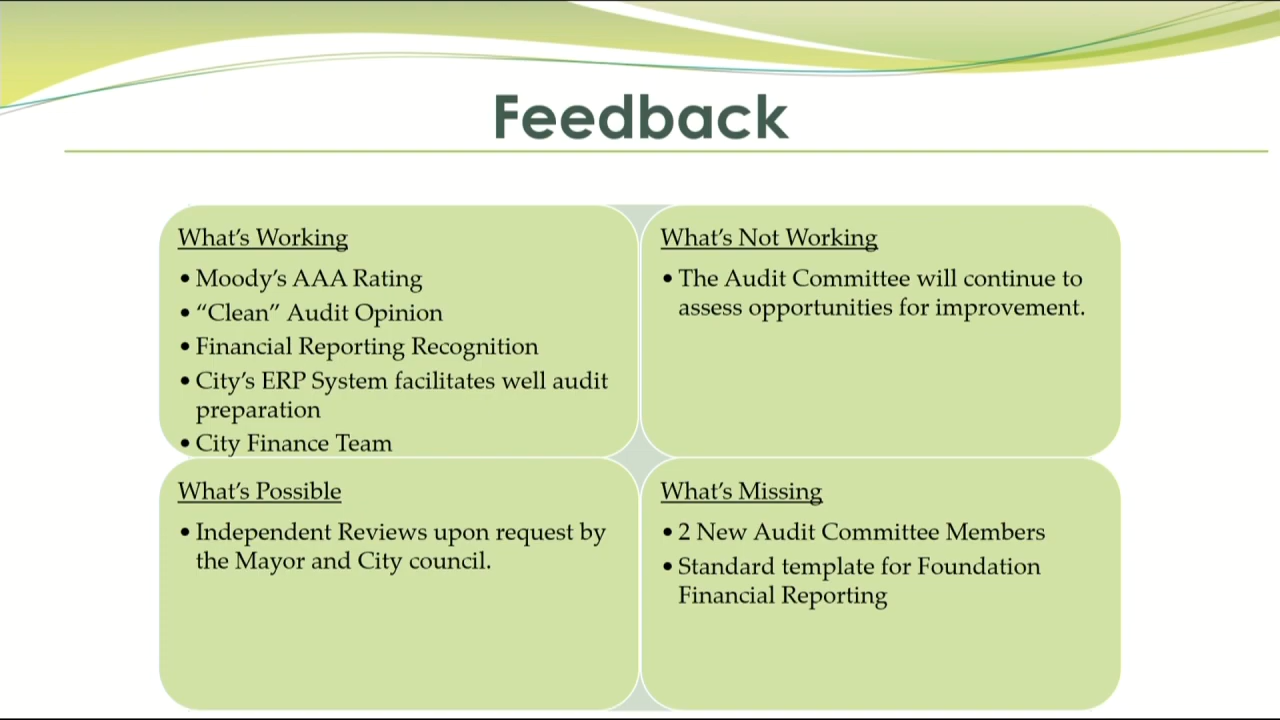 Feedback
What’s Working
• Moody’s AAA Rating
• “Clean” Audit Opinion
• Financial Reporting Recognition
• City’s ERP System facilitates well audit
preparation
• City Finance Team
What’s Not Working
• The Audit Committee will continue to
assess opportunities for improvement.
What’s Possible
• Independent Reviews upon request by
the Mayor and City council.
What’s Missing
• 2 New Audit Committee Members
• Standard template for Foundation
Financial Reporting